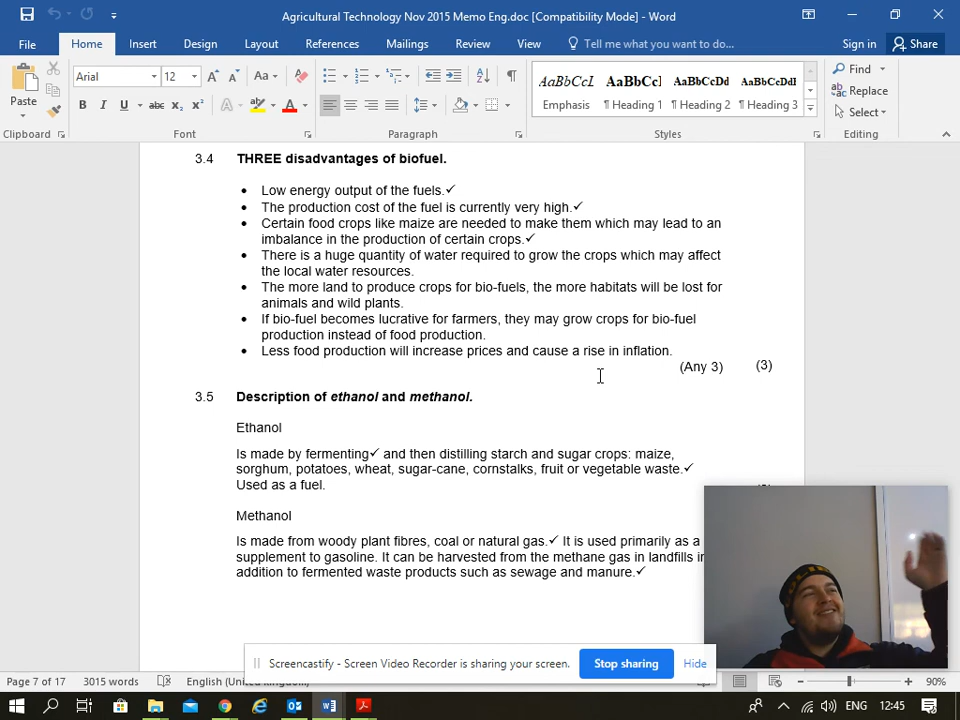 Agricultural Technology Nov 2015 Memo Eng.doc [Compatibility Mode] - Word
File Home Insert Design Layout References Mailings Review View Tell me what you want to do... Sign in Share
Paste
Arial 12
Aa
B I U abc x₂ x² A A
AaBbCcL AaBbCcI AaBbCcDd AaBbCcDdI
Emphasis ¶ Heading 1 ¶ Heading 2 ¶ Heading 3
Find
Replace
Select
Clipboard Font Paragraph Styles Editing
3.4 THREE disadvantages of biofuel.
• Low energy output of the fuels.✓
• The production cost of the fuel is currently very high.✓
• Certain food crops like maize are needed to make them which may lead to an
imbalance in the production of certain crops.✓
• There is a huge quantity of water required to grow the crops which may affect
the local water resources.
• The more land to produce crops for bio-fuels, the more habitats will be lost for
animals and wild plants.
• If bio-fuel becomes lucrative for farmers, they may grow crops for bio-fuel
production instead of food production.
• Less food production will increase prices and cause a rise in inflation.
(Any 3) (3)
3.5 Description of ethanol and methanol.
Ethanol
Is made by fermenting✓ and then distilling starch and sugar crops: maize,
sorghum, potatoes, wheat, sugar-cane, cornstalks, fruit or vegetable waste.✓
Used as a fuel.
Methanol
Is made from woody plant fibres, coal or natural gas.✓ It is used primarily as a
supplement to gasoline. It can be harvested from the methane gas in landfills in
addition to fermented waste products such as sewage and manure.✓
Screencastify - Screen Video Recorder is sharing your screen. Stop sharing Hide
Page 7 of 17 3015 words English (United Kingdom) 90%
ENG 12:45